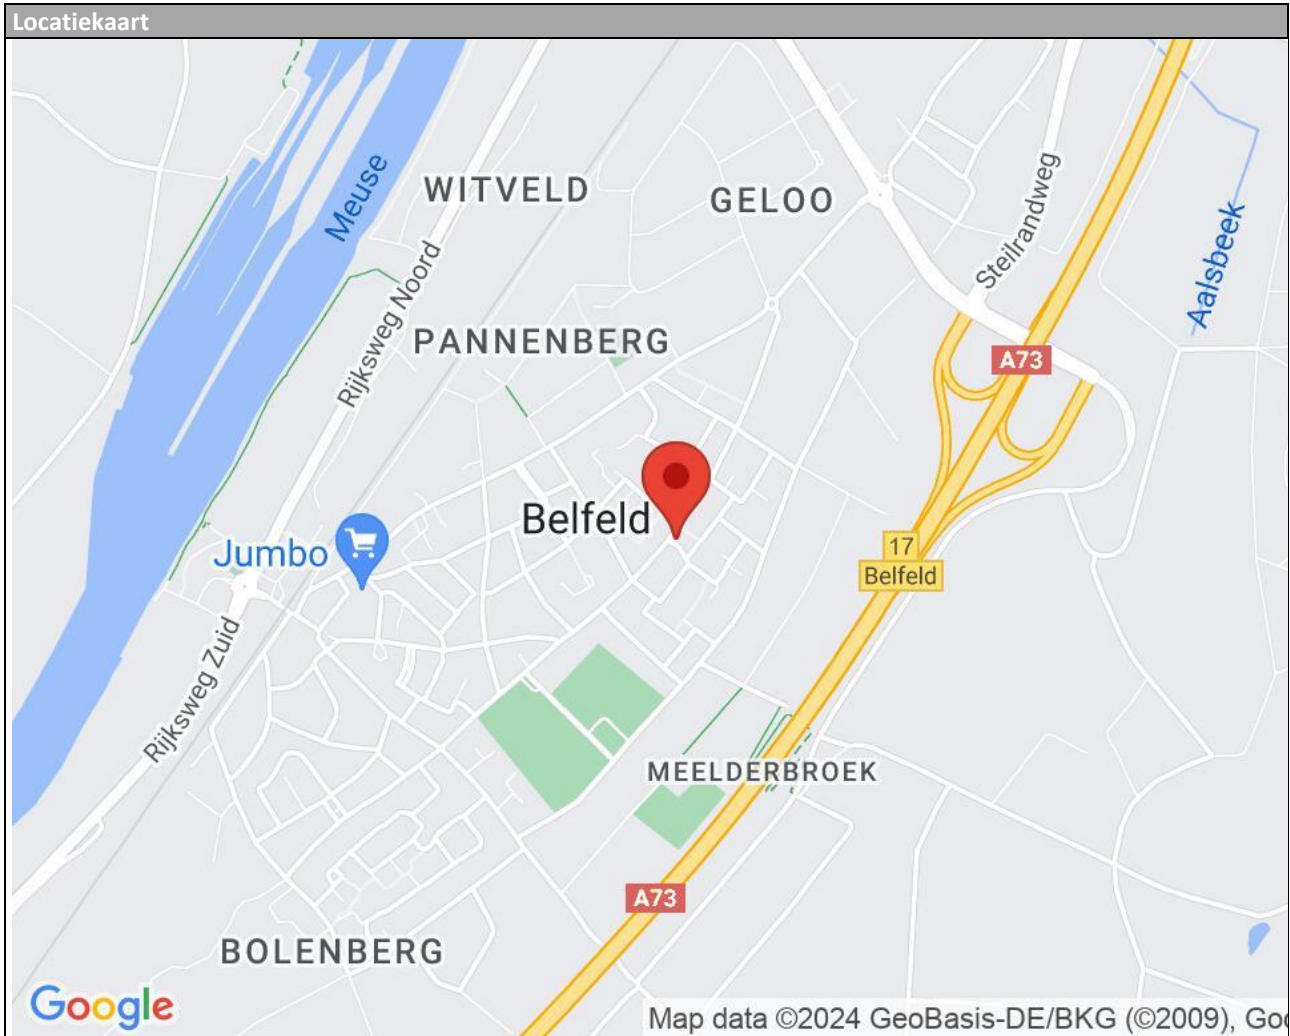 Locatiekaart
Meuse
WITVELD
GELOO
Steilrandweg
Aalsbeek
Rijksweg Noord
PANNENBERG
A73
Belfeld
Jumbo
17
Belfeld
Rijksweg Zuid
MEELDERBROEK
A73
BOLENBERG
Google
Map data ©2024 GeoBasis-DE/BKG (©2009), Goo